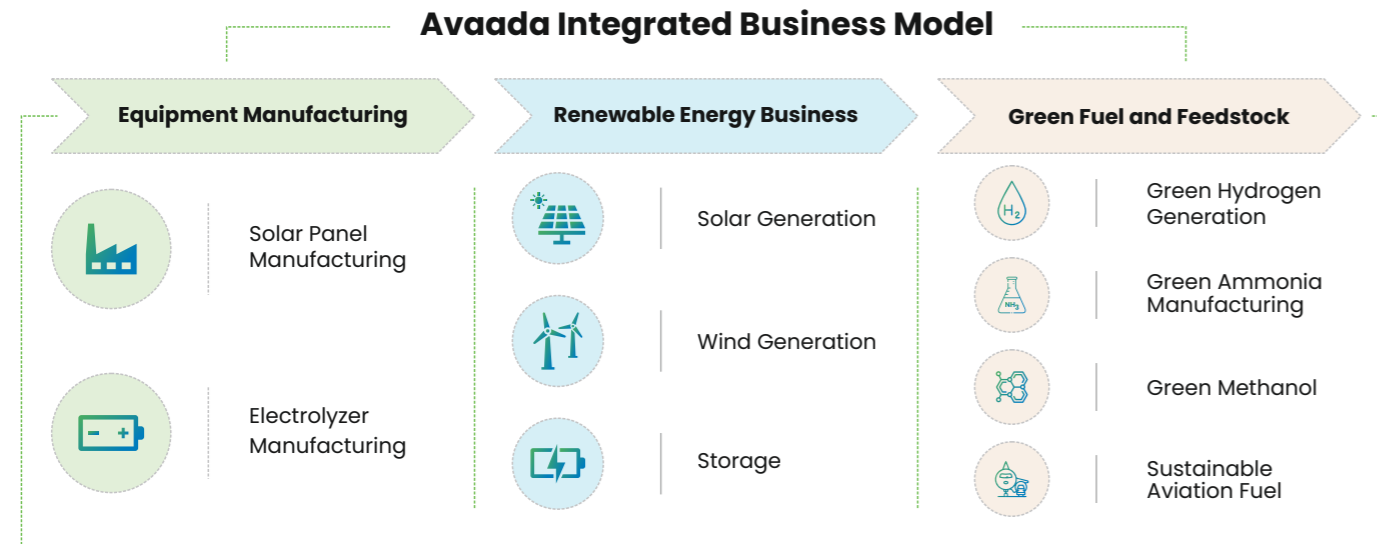 Avaada Integrated Business Model
Equipment Manufacturing
Solar Panel
Manufacturing
Electrolyzer
Manufacturing
Renewable Energy Business
Solar Generation
Wind Generation
Storage
Green Fuel and Feedstock
H2
Green Hydrogen
Generation
NH3
Green Ammonia
Manufacturing
Green Methanol
Sustainable
Aviation Fuel